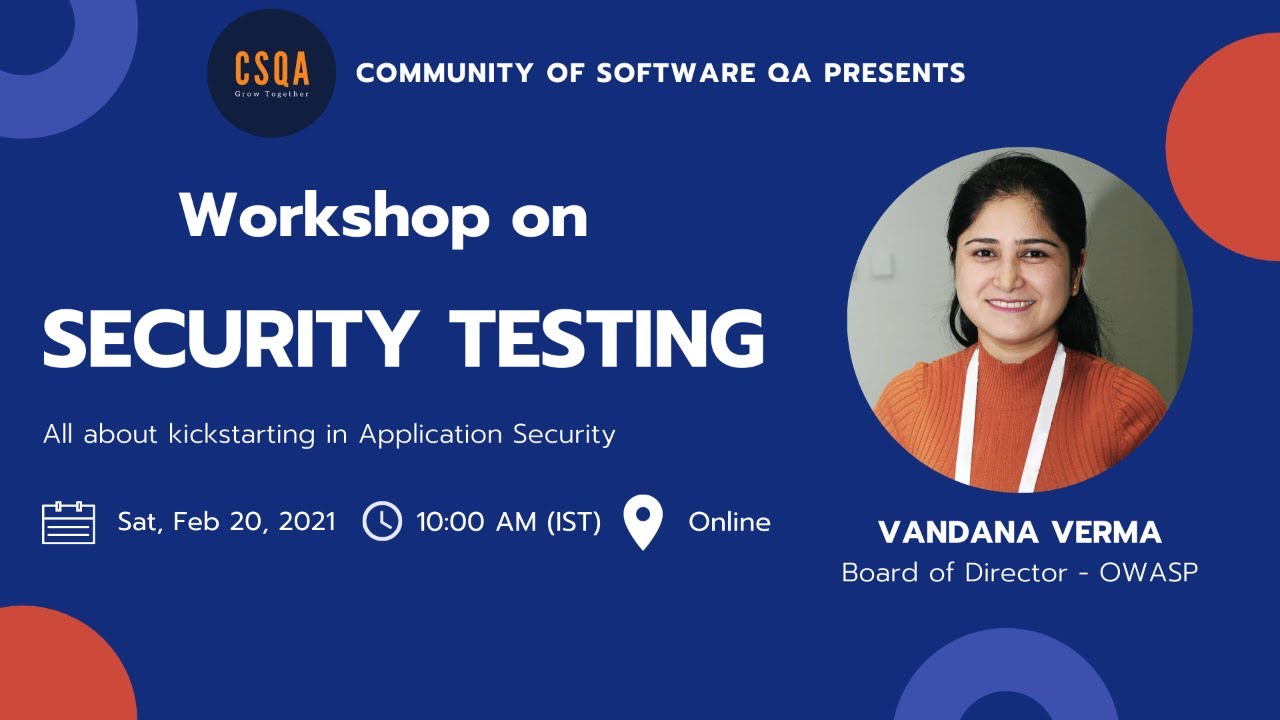 CSQA
Grow Together
COMMUNITY OF SOFTWARE QA PRESENTS
Workshop on
SECURITY TESTING
All about kickstarting in Application Security
Sat, Feb 20, 2021 10:00 AM (IST) Online
VANDANA VERMA
Board of Director - OWASP